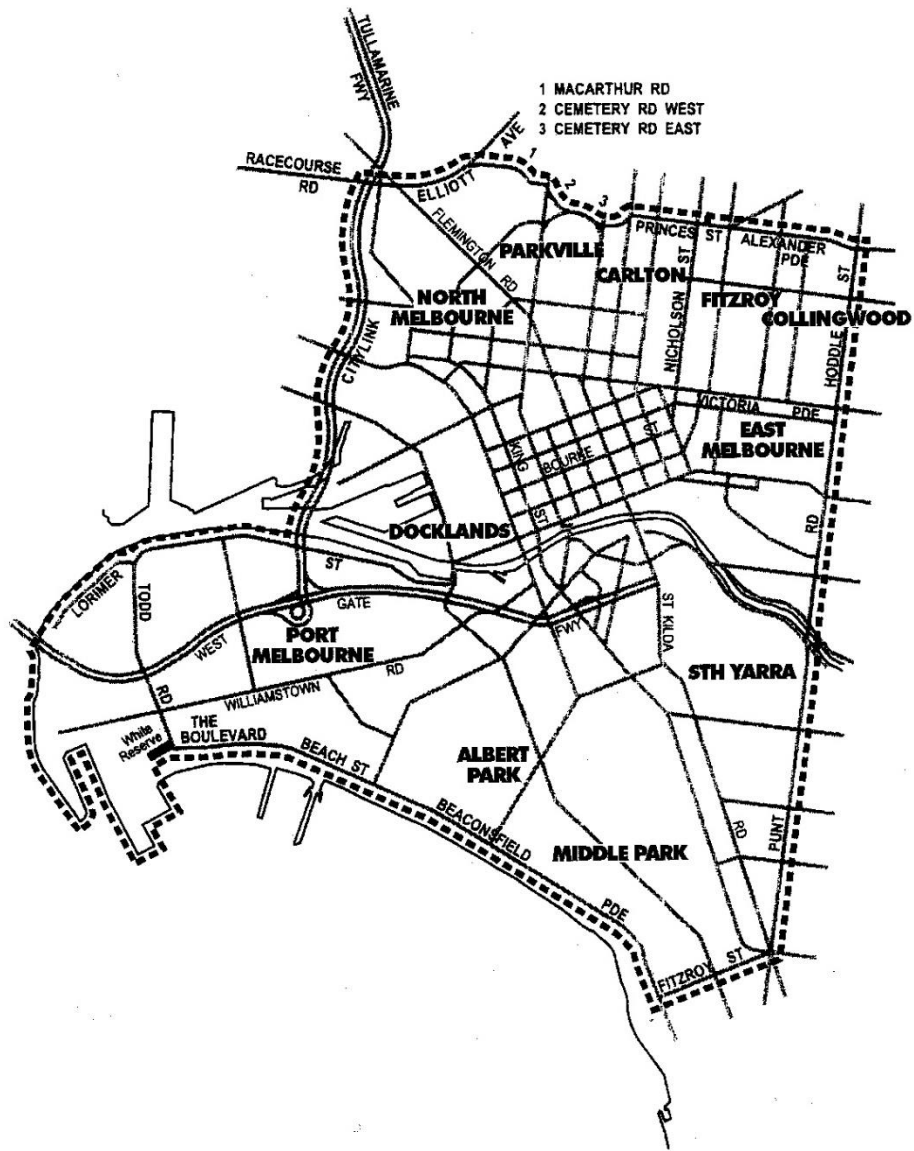 TULLAMARINE
FWY
1 MACARTHUR RD
2 CEMETERY RD WEST
3 CEMETERY RD EAST
AVE
1
RACECOURSE
RD
ELLIOTT
2
3
FLEMINGTON
RD
PARKVILLE
PRINCES ST
ALEXANDER
PDE
CARLTON
NICHOLSON
ST
FITZROY
COLLINGWOOD
HODDLE
ST
NORTH
MELBOURNE
CITYLINK
VICTORIA
PDE
EAST
MELBOURNE
KING
ST
BOURKE
ST
RD
DOCKLANDS
LORIMER
ST
TODD
RD
WEST
GATE
FWY
ST KILDA
RD
PORT
MELBOURNE
STH YARRA
WILLIAMSTOWN
RD
White
Reserve
THE
BOULEVARD
BEACH ST
ALBERT
PARK
BEACONSFIELD
PDE
MIDDLE PARK
PUNT
FITZROY ST